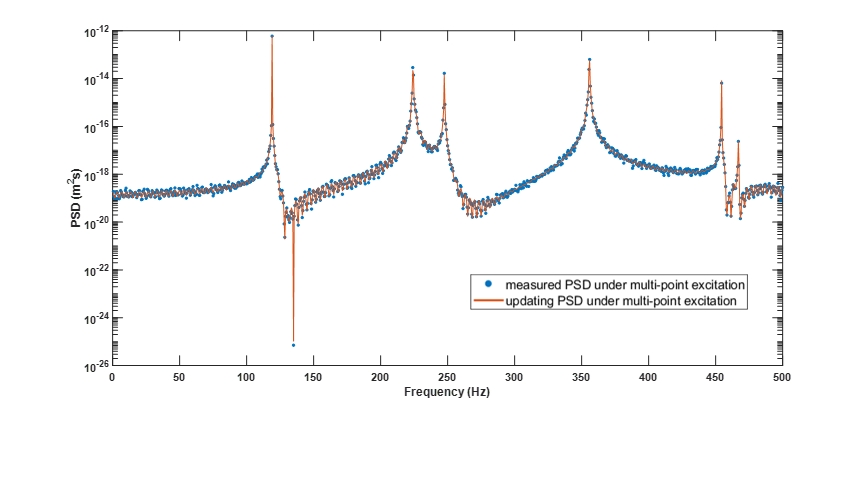 10^-12
10^-14
10^-16
10^-18
10^-20
10^-22
10^-24
10^-26
PSD (m^2s)
measured PSD under multi-point excitation
updating PSD under multi-point excitation
0 50 100 150 200 250 300 350 400 450 500
Frequency (Hz)